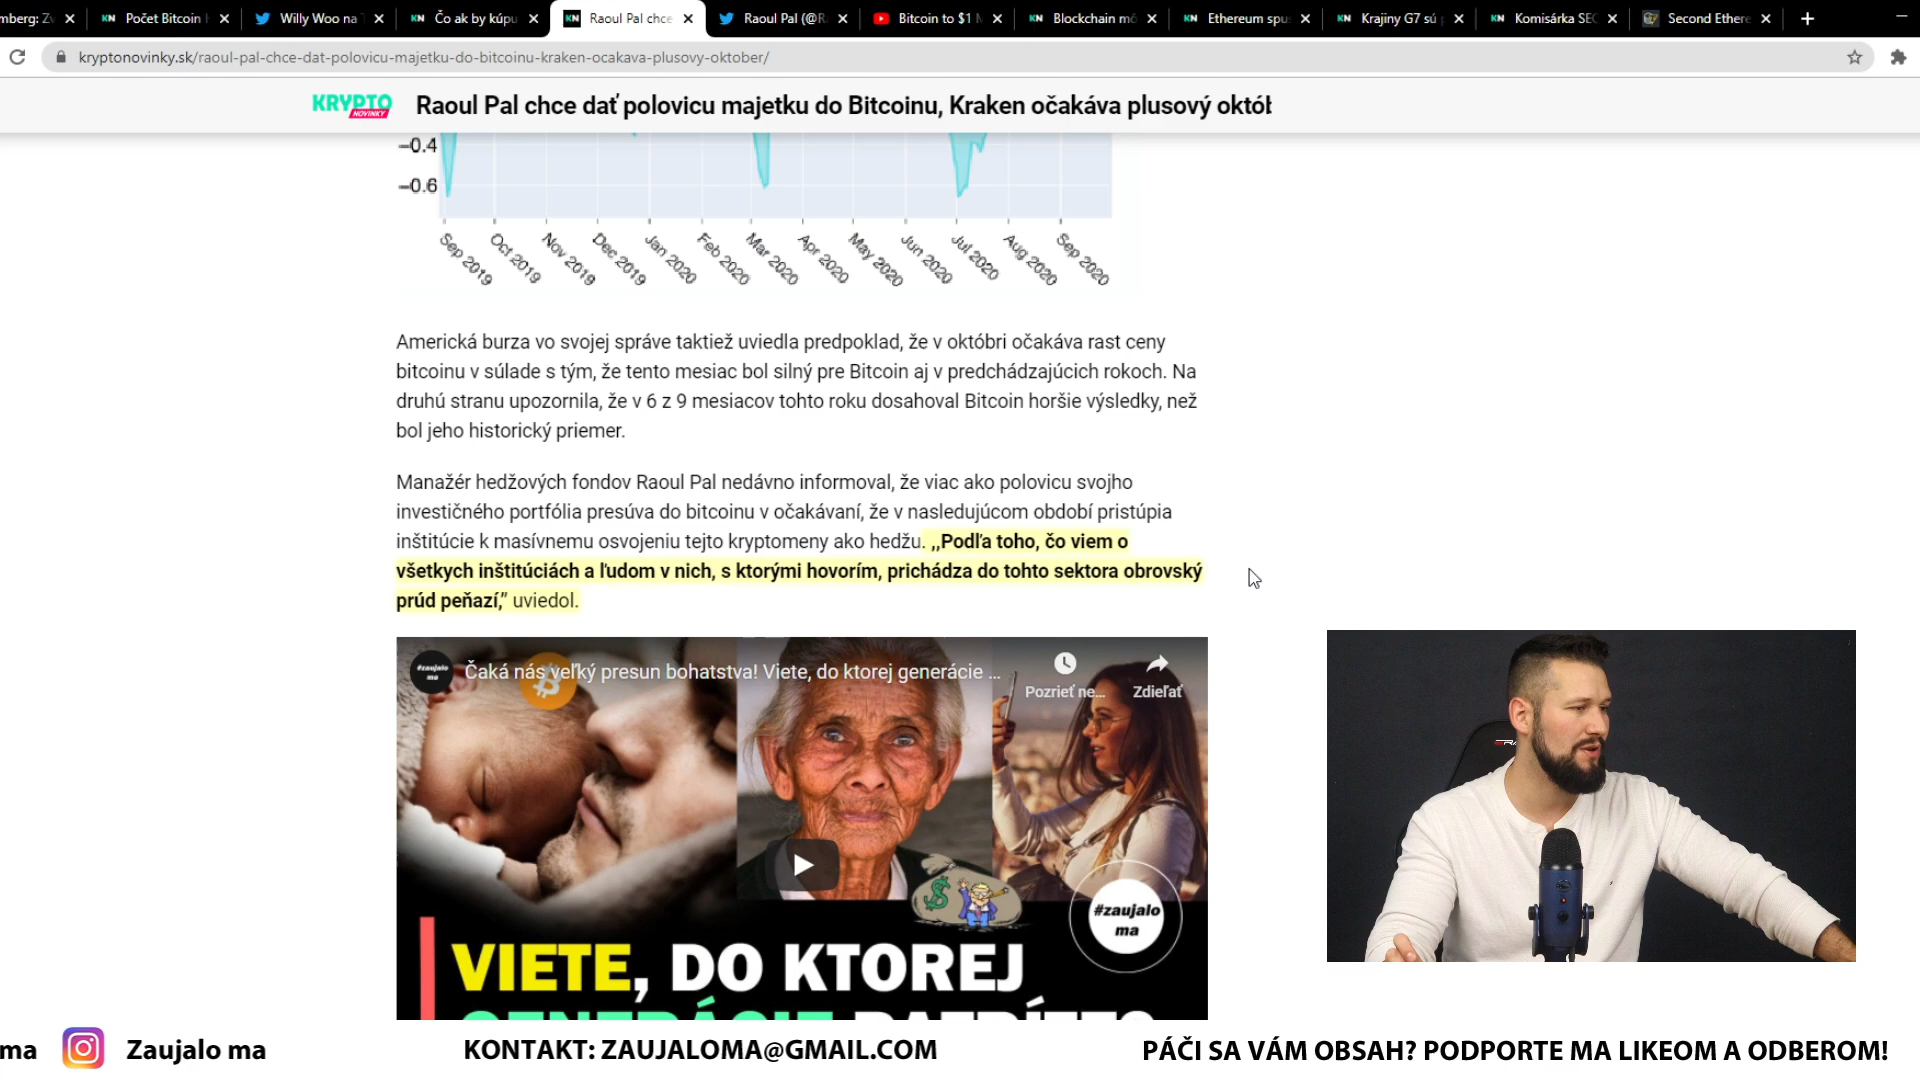 mberg: Zv
Počet Bitcoin
Willy Woo na
Čo ak by kúpu
Raoul Pal chce
Raoul Pal (@R
Bitcoin to $1 M
Blockchain mô
Ethereum spu
Krajiny G7 sú
Komisárka SEC
Second Ethere
kryptonovinky.sk/raoul-pal-chce-dat-polovicu-majetku-do-bitcoinu-kraken-ocakava-plusovy-oktober/
KRYPTO
NOVINKY
Raoul Pal chce dať polovicu majetku do Bitcoinu, Kraken očakáva plusový októb
−0.4
−0.6
Sep 2019
Oct 2019
Nov 2019
Dec 2019
Jan 2020
Feb 2020
Mar 2020
Apr 2020
May 2020
Jun 2020
Jul 2020
Aug 2020
Sep 2020
Americká burza vo svojej správe taktiež uviedla predpoklad, že v októbri očakáva rast ceny
bitcoinu v súlade s tým, že tento mesiac bol silný pre Bitcoin aj v predchádzajúcich rokoch. Na
druhú stranu upozornila, že v 6 z 9 mesiacov tohto roku dosahoval Bitcoin horšie výsledky, než
bol jeho historický priemer.
Manažér hedžových fondov Raoul Pal nedávno informoval, že viac ako polovicu svojho
investičného portfólia presúva do bitcoinu v očakávaní, že v nasledujúcom období pristúpia
inštitúcie k masívnemu osvojeniu tejto kryptomeny ako hedžu. ,,Podľa toho, čo viem o
všetkých inštitúciách a ľudom v nich, s ktorými hovorím, prichádza do tohto sektora obrovský
prúd peňazí,” uviedol.
#zaujalo
ma
Čaká nás veľký presun bohatstva! Viete, do ktorej generácie ...
Pozrieť ne...
Zdieľať
#zaujalo
ma
VIETE, DO KTOREJ
GENERÁCIE PATRÍTE?
ma
Zaujalo ma
KONTAKT: ZAUJALOMA@GMAIL.COM
PÁČI SA VÁM OBSAH? PODPORTE MA LIKEOM A ODBEROM!